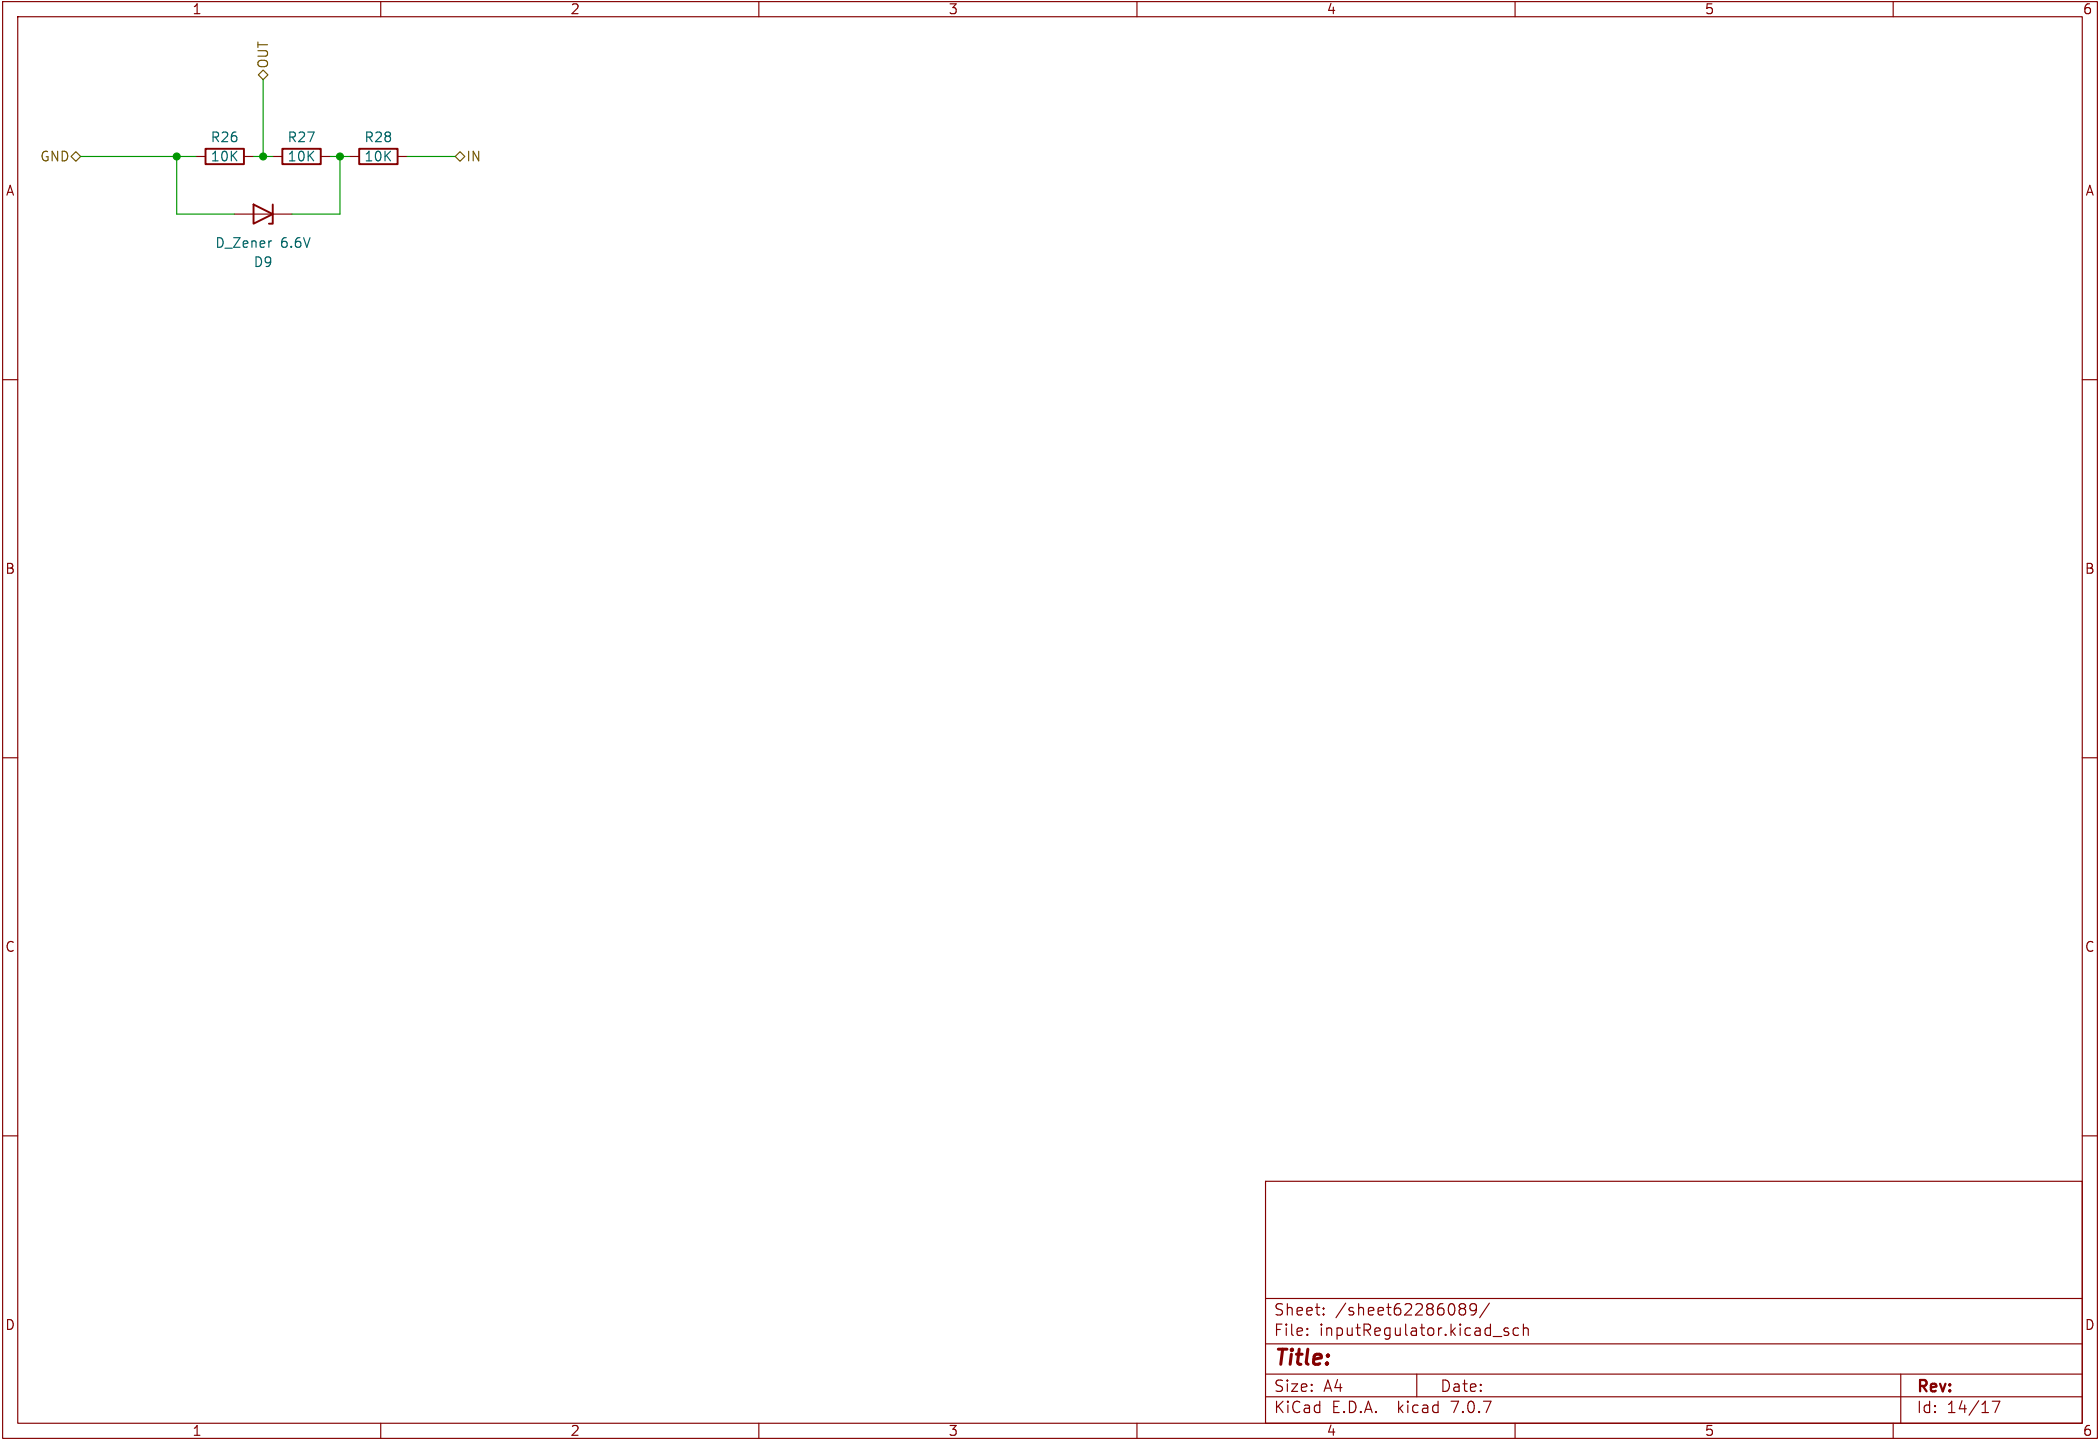 1 2 3 4 5 6
OUT
R26 R27 R28
GND 10K 10K 10K IN
A A
D_Zener 6.6V
D9
B B
C C
Sheet: /sheet62286089/
D D
File: inputRegulator.kicad_sch
Title:
Size: A4 Date: Rev:
KiCad E.D.A. kicad 7.0.7 Id: 14/17
1 2 3 4 5 6